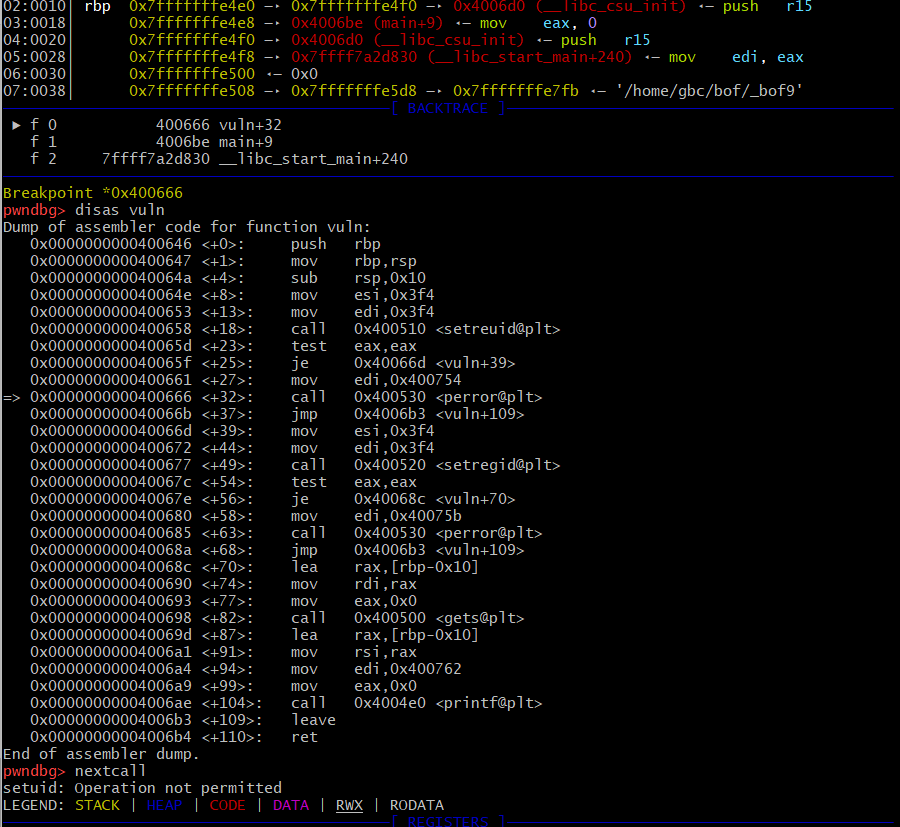 02:0010│ rbp  0x7fffffffe4e0 —▸ 0x7fffffffe4f0 —▸ 0x4006d0 (__libc_csu_init) ◂— push   r15
03:0018│      0x7fffffffe4e8 —▸ 0x4006be (main+9) ◂— mov    eax, 0
04:0020│      0x7fffffffe4f0 —▸ 0x4006d0 (__libc_csu_init) ◂— push   r15
05:0028│      0x7fffffffe4f8 —▸ 0x7ffff7a2d830 (__libc_start_main+240) ◂— mov    edi, eax
06:0030│      0x7fffffffe500 ◂— 0x0
07:0038│      0x7fffffffe508 —▸ 0x7fffffffe5d8 —▸ 0x7fffffffe7fb ◂— '/home/gbc/bof/_bof9'
[ BACKTRACE ]
► f 0           400666 vuln+32
f 1           4006be main+9
f 2     7ffff7a2d830 __libc_start_main+240
Breakpoint *0x400666
pwndbg> disas vuln
Dump of assembler code for function vuln:
0x0000000000400646 <+0>:     push   rbp
0x0000000000400647 <+1>:     mov    rbp,rsp
0x000000000040064a <+4>:     sub    rsp,0x10
0x000000000040064e <+8>:     mov    esi,0x3f4
0x0000000000400653 <+13>:    mov    edi,0x3f4
0x0000000000400658 <+18>:    call   0x400510 <setreuid@plt>
0x000000000040065d <+23>:    test   eax,eax
0x000000000040065f <+25>:    je     0x40066d <vuln+39>
0x0000000000400661 <+27>:    mov    edi,0x400754
=> 0x0000000000400666 <+32>:    call   0x400530 <perror@plt>
0x000000000040066b <+37>:    jmp    0x4006b3 <vuln+109>
0x000000000040066d <+39>:    mov    esi,0x3f4
0x0000000000400672 <+44>:    mov    edi,0x3f4
0x0000000000400677 <+49>:    call   0x400520 <setregid@plt>
0x000000000040067c <+54>:    test   eax,eax
0x000000000040067e <+56>:    je     0x40068c <vuln+70>
0x0000000000400680 <+58>:    mov    edi,0x40075b
0x0000000000400685 <+63>:    call   0x400530 <perror@plt>
0x000000000040068a <+68>:    jmp    0x4006b3 <vuln+109>
0x000000000040068c <+70>:    lea    rax,[rbp-0x10]
0x0000000000400690 <+74>:    mov    rdi,rax
0x0000000000400693 <+77>:    mov    eax,0x0
0x0000000000400698 <+82>:    call   0x400500 <gets@plt>
0x000000000040069d <+87>:    lea    rax,[rbp-0x10]
0x00000000004006a1 <+91>:    mov    rsi,rax
0x00000000004006a4 <+94>:    mov    edi,0x400762
0x00000000004006a9 <+99>:    mov    eax,0x0
0x00000000004006ae <+104>:   call   0x4004e0 <printf@plt>
0x00000000004006b3 <+109>:   leave
0x00000000004006b4 <+110>:   ret
End of assembler dump.
pwndbg> nextcall
setuid: Operation not permitted
LEGEND: STACK | HEAP | CODE | DATA | RWX | RODATA
[ REGISTERS ]